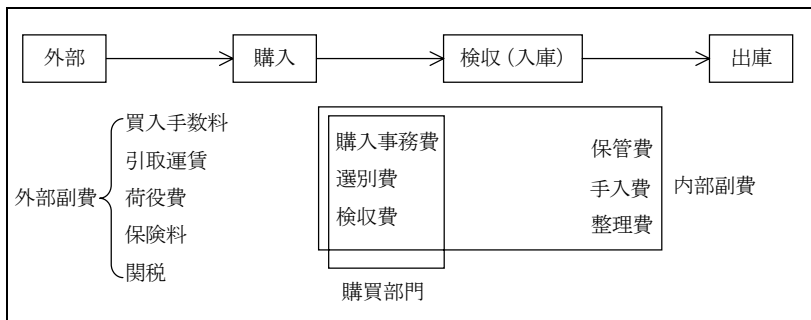 外部
購入
検収(入庫)
出庫
外部副費
買入手数料
引取運賃
荷役費
保険料
関税
購入事務費
選別費
検収費
購買部門
保管費
手入費
整理費
内部副費